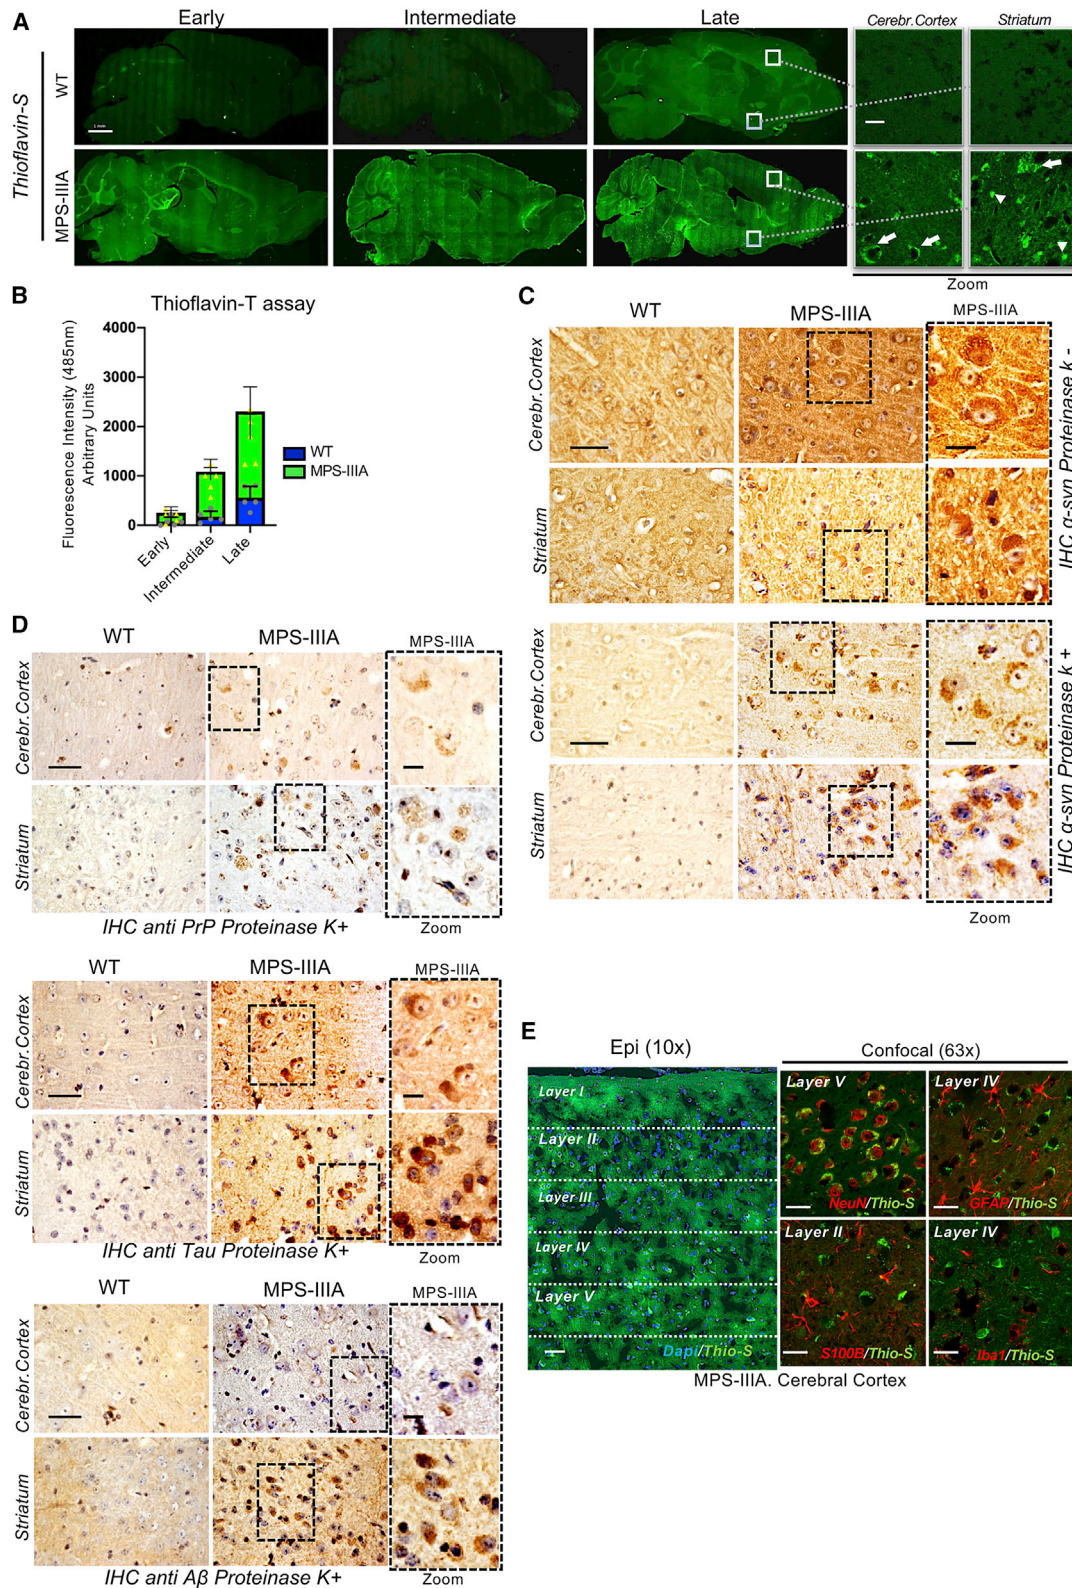 A
Early
Intermediate
Late
Cerebr.Cortex
Striatum
Thioflavin-S
WT
MPS-IIIA
1 mm
Zoom
B
Thioflavin-T assay
Fluorescence Intensity (485nm)
Arbitrary Units
4000
3000
2000
1000
0
Early
Intermediate
Late
WT
MPS-IIIA
C
WT
MPS-IIIA
MPS-IIIA
Cerebr.Cortex
Striatum
IHC α-syn Proteinase k -
Cerebr.Cortex
Striatum
IHC α-syn Proteinase k +
Zoom
D
WT
MPS-IIIA
MPS-IIIA
Cerebr.Cortex
Striatum
IHC anti PrP Proteinase K+
Zoom
WT
MPS-IIIA
MPS-IIIA
Cerebr.Cortex
Striatum
IHC anti Tau Proteinase K+
Zoom
WT
MPS-IIIA
MPS-IIIA
Cerebr.Cortex
Striatum
IHC anti Aβ Proteinase K+
Zoom
E
Epi (10x)
Confocal (63x)
Layer I
Layer II
Layer III
Layer IV
Layer V
Dapi/Thio-S
Layer V
NeuN/Thio-S
Layer IV
GFAP/Thio-S
Layer II
S100B/Thio-S
Layer IV
Iba1/Thio-S
MPS-IIIA. Cerebral Cortex